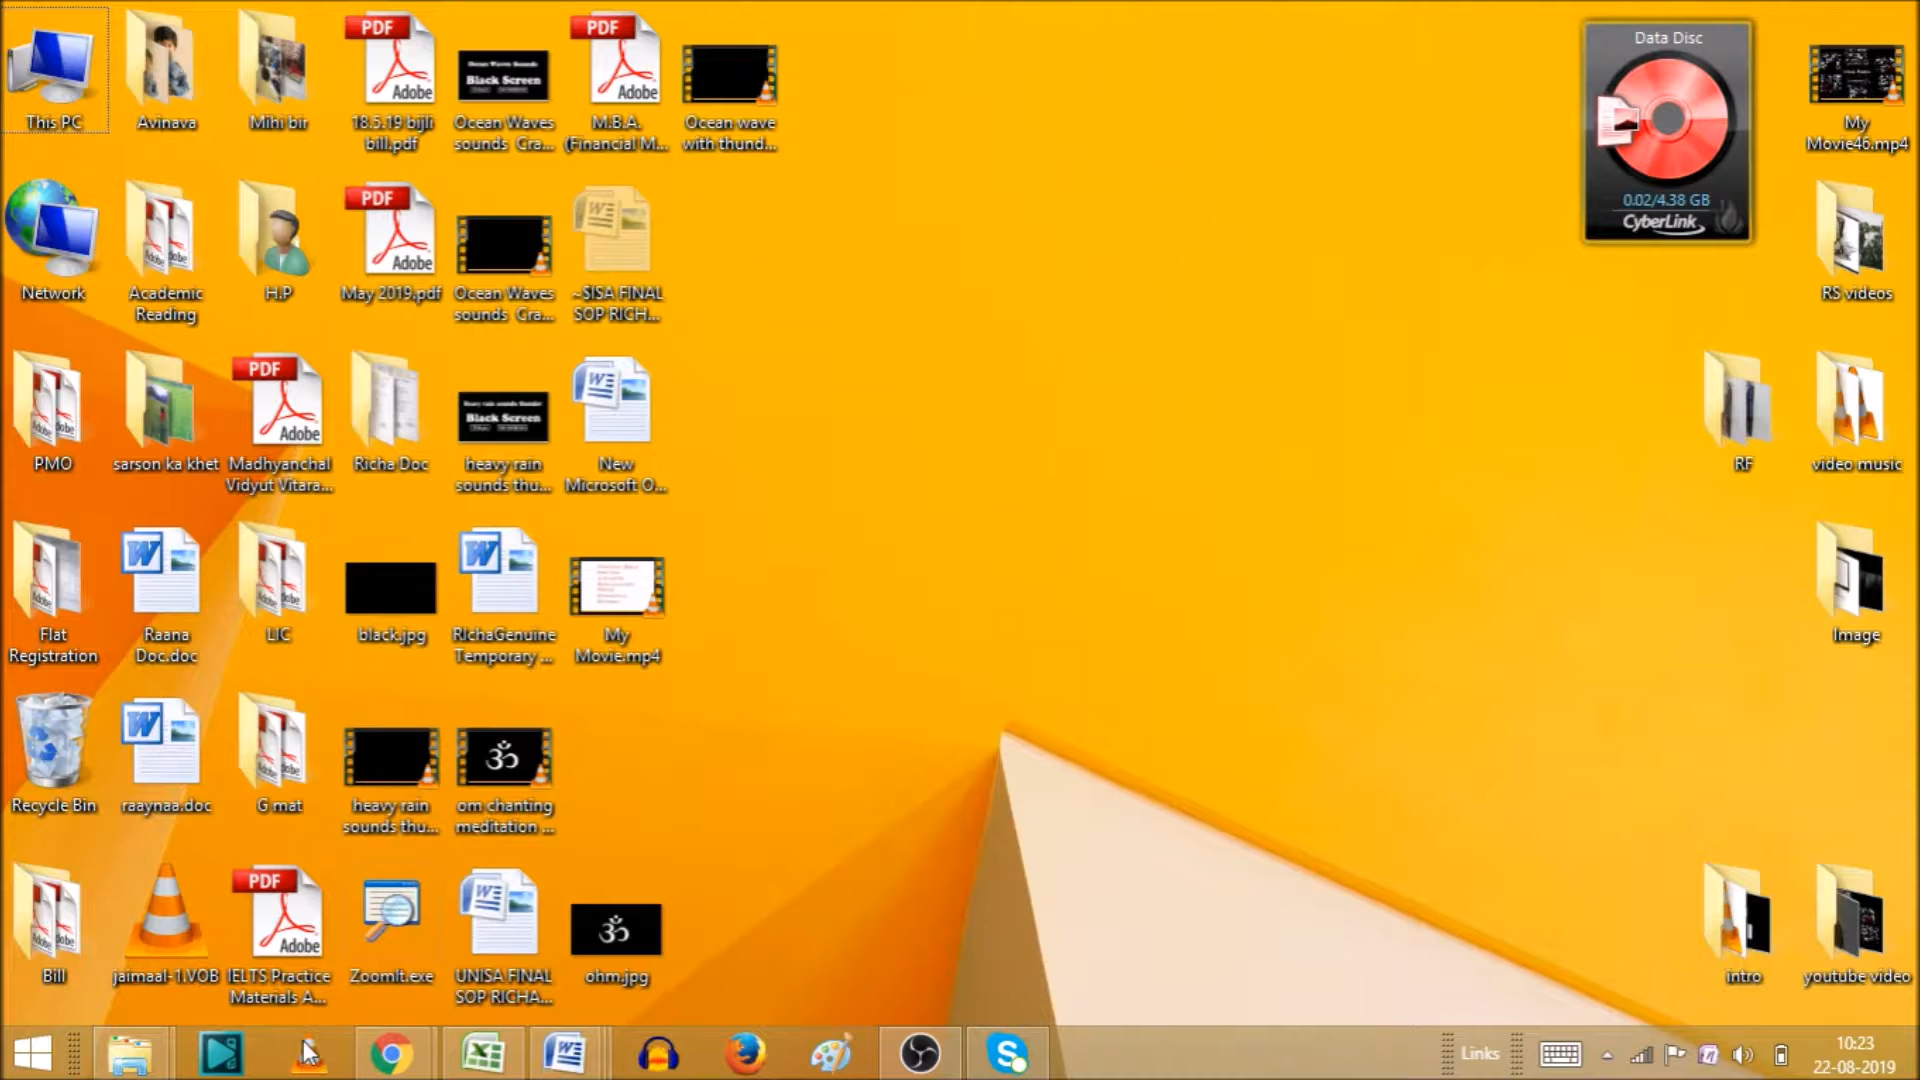 This PC
Avinava
Mihi bir
18.5.19 bijli
bill.pdf
Ocean Waves
sounds Cra...
M.B.A.
(Financial M...
Ocean wave
with thund...
Data Disc
0.02/4.38 GB
CyberLink
My
Movie46.mp4
Network
Academic
Reading
H.P
May 2019.pdf
Ocean Waves
sounds Cra...
~$ISA FINAL
SOP RICH...
RS videos
PMO
sarson ka khet
Madhyanchal
Vidyut Vitara...
Richa Doc
heavy rain
sounds thu...
New
Microsoft O...
RF
video music
Flat
Registration
Raana
Doc.doc
LIC
black.jpg
RIchaGenuine
Temporary ...
My
Movie.mp4
Image
Recycle Bin
raaynaa.doc
G mat
heavy rain
sounds thu...
om chanting
meditation ...
Bill
jaimaal-1.VOB
IELTS Practice
Materials A...
ZoomIt.exe
UNISA FINAL
SOP RICHA...
ohm.jpg
intro
youtube video
Links
10:23
22-08-2019
PDF
Adobe
PDF
Adobe
PDF
Adobe
PDF
Adobe
PDF
Adobe
Ocean Waves Sounds
Black Screen
Black Screen
ॐ
ॐ